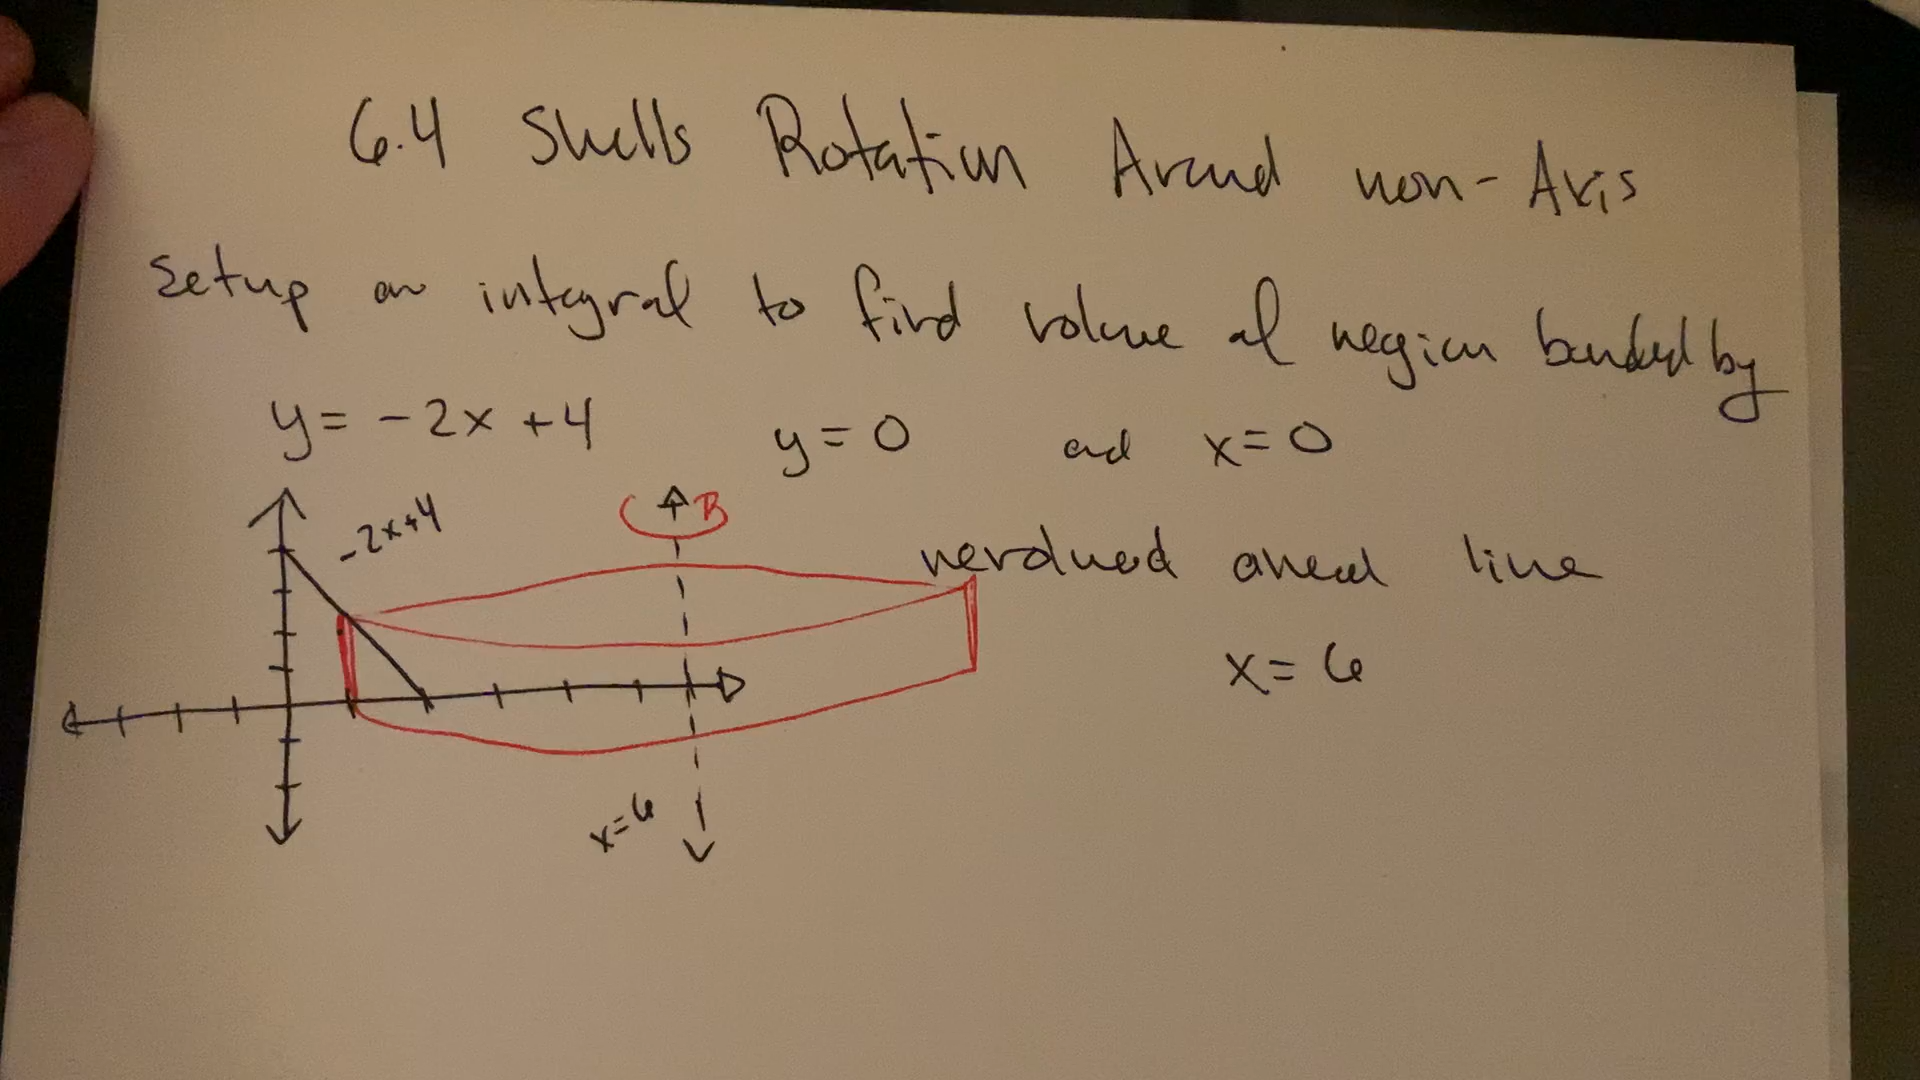 6.4 Shells Rotation Around non-Axis
Setup an integral to find volume of region bounded by
y = -2x + 4 y = 0 and x = 0
-2x+4
revolved around line
x = 6
x=6